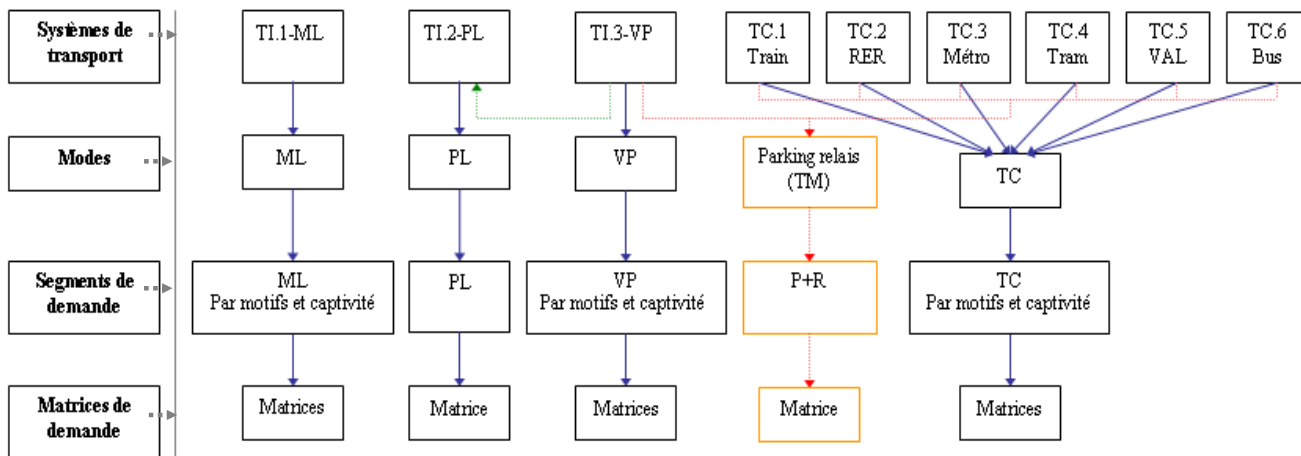 Systèmes de
transport
TI.1-ML
TI.2-PL
TI.3-VP
TC.1
Train
TC.2
RER
TC.3
Métro
TC.4
Tram
TC.5
VAL
TC.6
Bus
Modes
ML
PL
VP
Parking relais
(TM)
TC
Segments de
demande
ML
Par motifs et captivité
PL
VP
Par motifs et captivité
P+R
TC
Par motifs et captivité
Matrices de
demande
Matrices
Matrice
Matrices
Matrice
Matrices